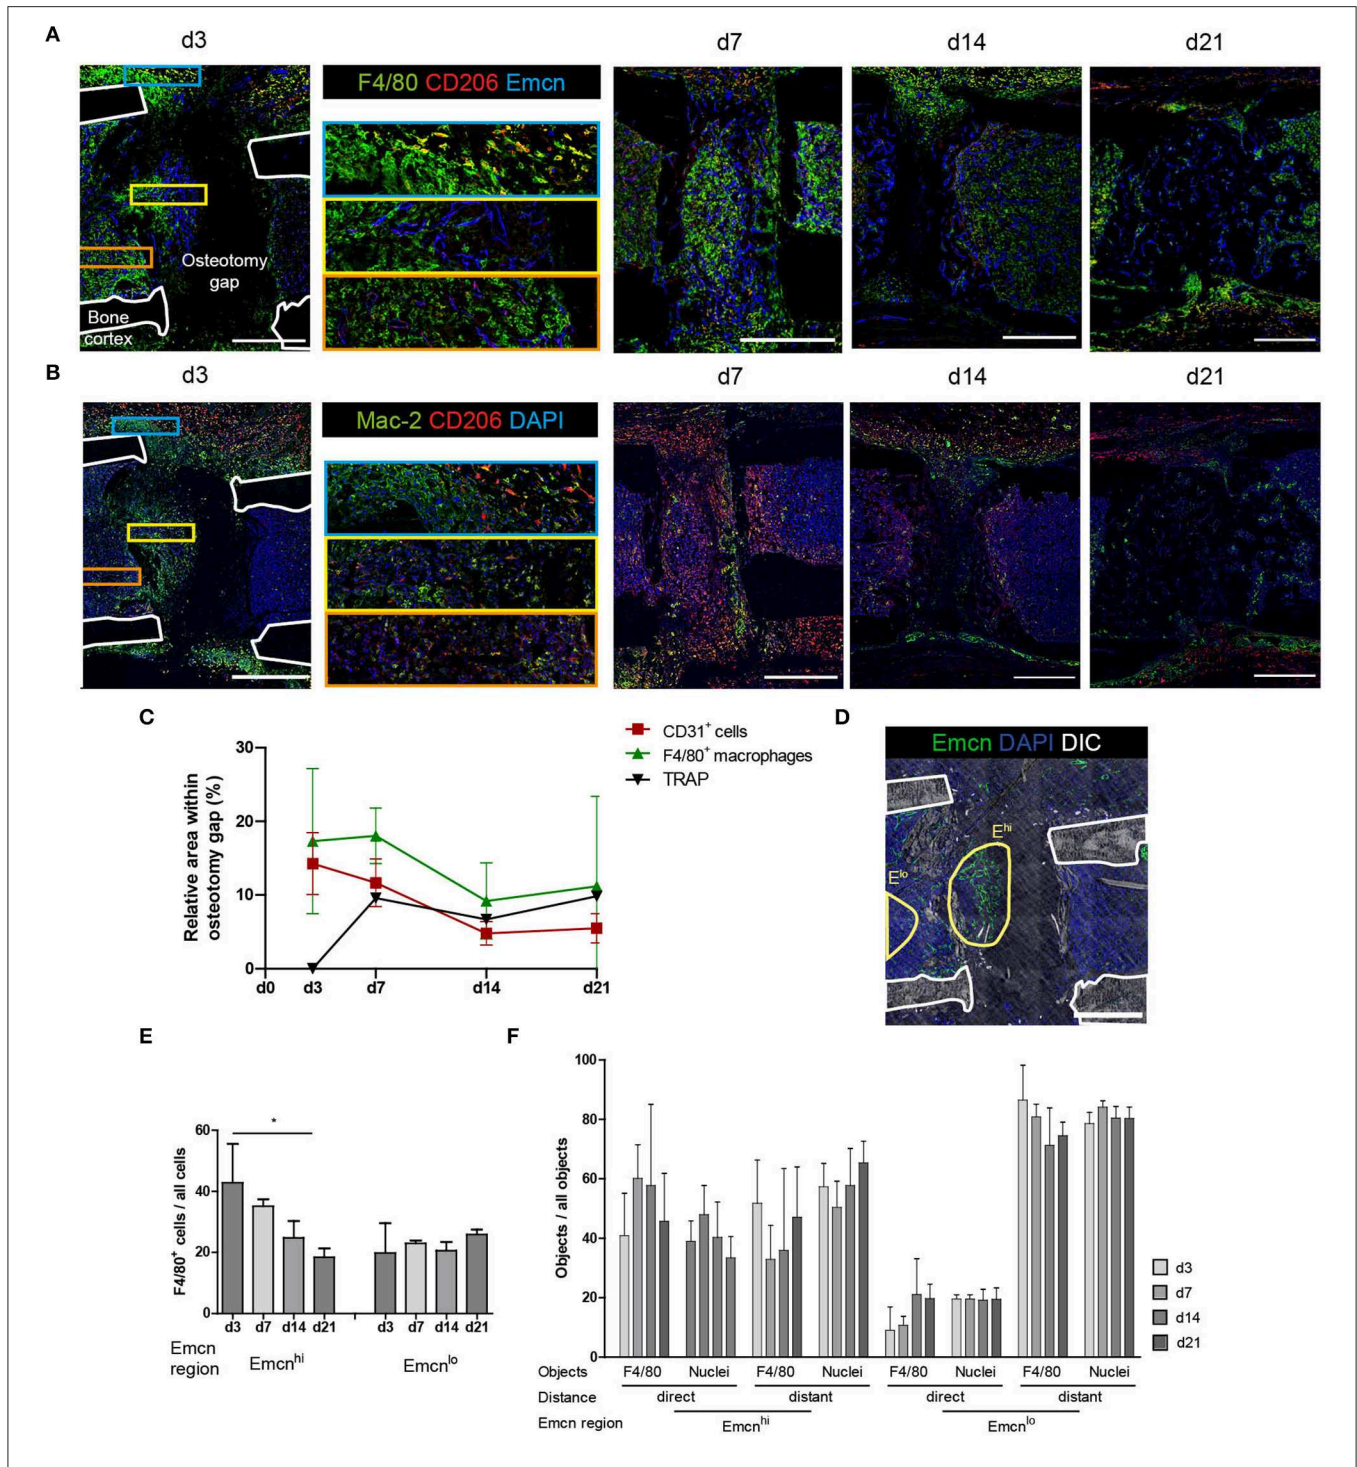 A
d3
d7
d14
d21
F4/80 CD206 Emcn
Osteotomy
gap
Bone
cortex
B
d3
d7
d14
d21
Mac-2 CD206 DAPI
C
30
20
10
0
Relative area within
osteotomy gap (%)
d0 d3 d7 d14 d21
CD31⁺ cells
F4/80⁺ macrophages
TRAP
D
Emcn DAPI DIC
Eʰⁱ
Eˡᵒ
E
60
40
20
0
F4/80⁺ cells / all cells
*
d3 d7 d14 d21 d3 d7 d14 d21
Emcn
region
Emcnʰⁱ Emcnˡᵒ
F
100
80
60
40
20
0
Objects / all objects
d3
d7
d14
d21
Objects F4/80 Nuclei F4/80 Nuclei F4/80 Nuclei F4/80 Nuclei
Distance direct distant direct distant
Emcn region Emcnʰⁱ Emcnˡᵒ